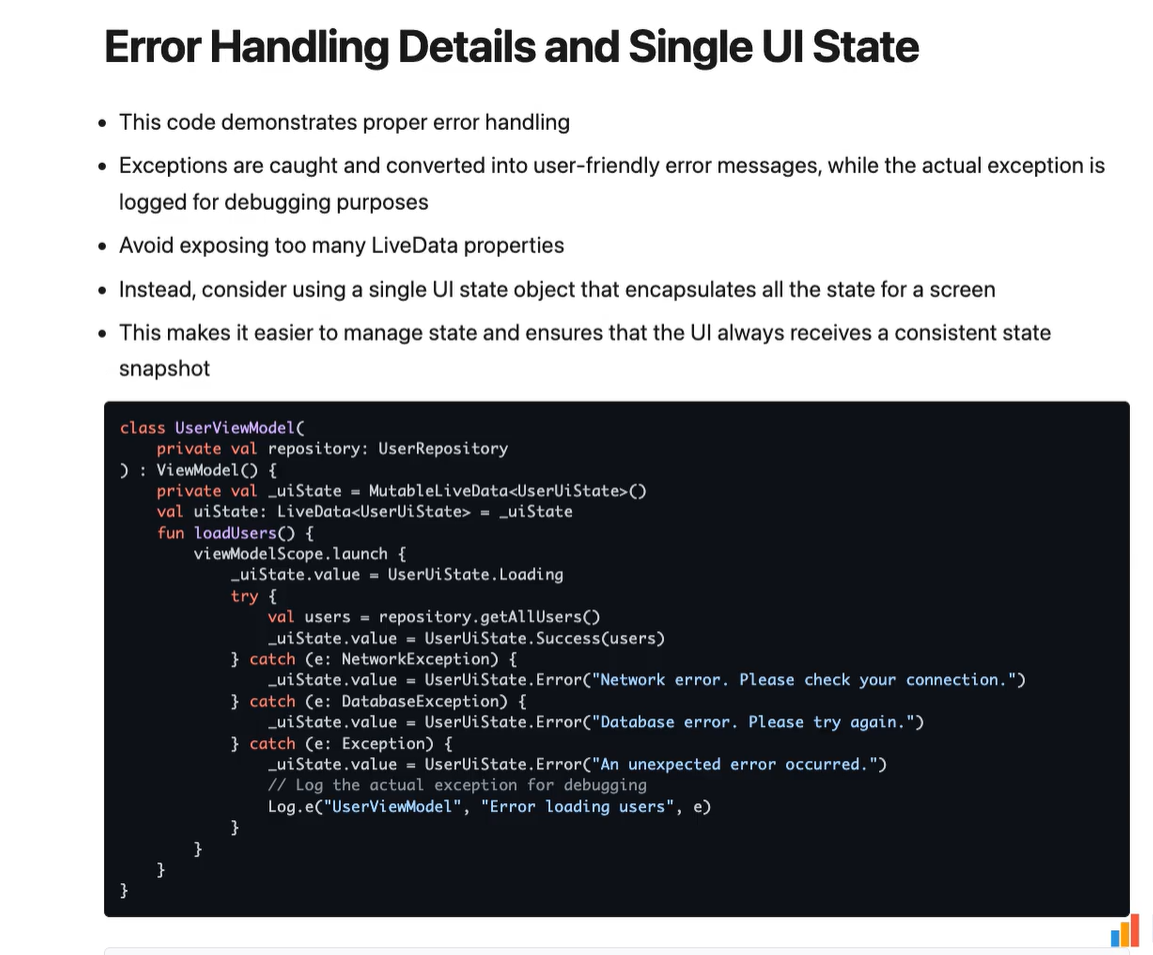 Error Handling Details and Single UI State
• This code demonstrates proper error handling
• Exceptions are caught and converted into user-friendly error messages, while the actual exception is
logged for debugging purposes
• Avoid exposing too many LiveData properties
• Instead, consider using a single UI state object that encapsulates all the state for a screen
• This makes it easier to manage state and ensures that the UI always receives a consistent state
snapshot
class UserViewModel(
    private val repository: UserRepository
) : ViewModel() {
    private val _uiState = MutableLiveData<UserUiState>()
    val uiState: LiveData<UserUiState> = _uiState
    fun loadUsers() {
        viewModelScope.launch {
            _uiState.value = UserUiState.Loading
            try {
                val users = repository.getAllUsers()
                _uiState.value = UserUiState.Success(users)
            } catch (e: NetworkException) {
                _uiState.value = UserUiState.Error("Network error. Please check your connection.")
            } catch (e: DatabaseException) {
                _uiState.value = UserUiState.Error("Database error. Please try again.")
            } catch (e: Exception) {
                _uiState.value = UserUiState.Error("An unexpected error occurred.")
                // Log the actual exception for debugging
                Log.e("UserViewModel", "Error loading users", e)
            }
        }
    }
}